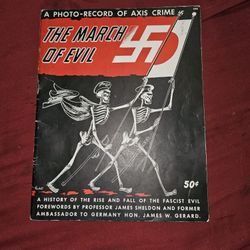 A PHOTO-RECORD OF AXIS CRIME
THE MARCH
OF EVIL
50¢
A HISTORY OF THE RISE AND FALL OF THE FASCIST EVIL
FOREWORDS BY PROFESSOR JAMES SHELDON AND FORMER
AMBASSADOR TO GERMANY HON. JAMES W. GERARD.